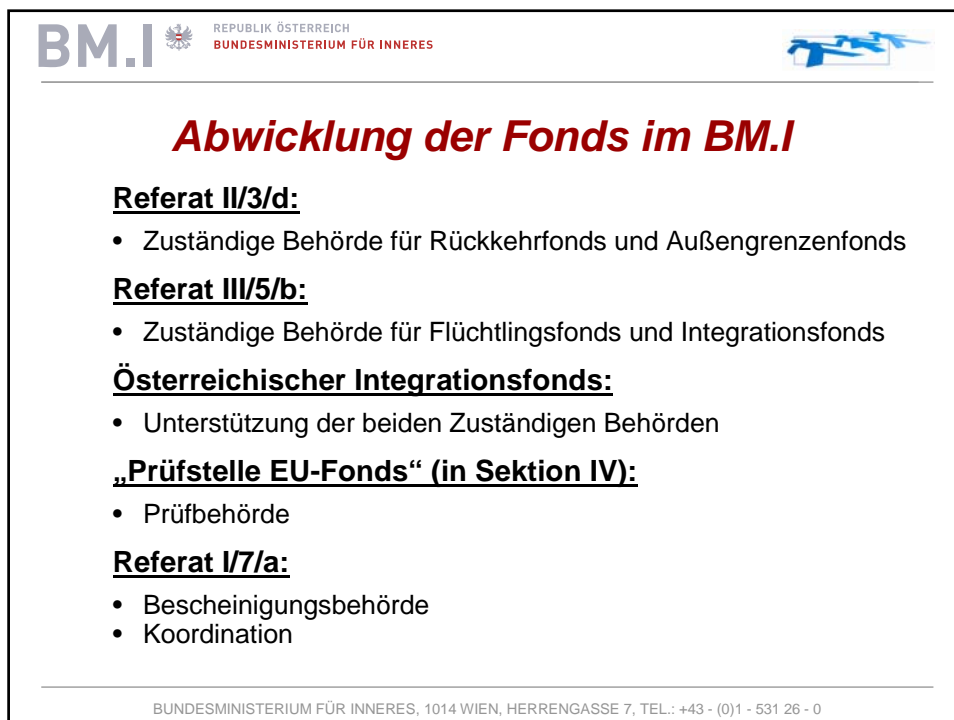 BM.I
REPUBLIK ÖSTERREICH
BUNDESMINISTERIUM FÜR INNERES
Abwicklung der Fonds im BM.I
Referat II/3/d:
• Zuständige Behörde für Rückkehrfonds und Außengrenzenfonds
Referat III/5/b:
• Zuständige Behörde für Flüchtlingsfonds und Integrationsfonds
Österreichischer Integrationsfonds:
• Unterstützung der beiden Zuständigen Behörden
„Prüfstelle EU-Fonds“ (in Sektion IV):
• Prüfbehörde
Referat I/7/a:
• Bescheinigungsbehörde
• Koordination
BUNDESMINISTERIUM FÜR INNERES, 1014 WIEN, HERRENGASSE 7, TEL.: +43 - (0)1 - 531 26 - 0